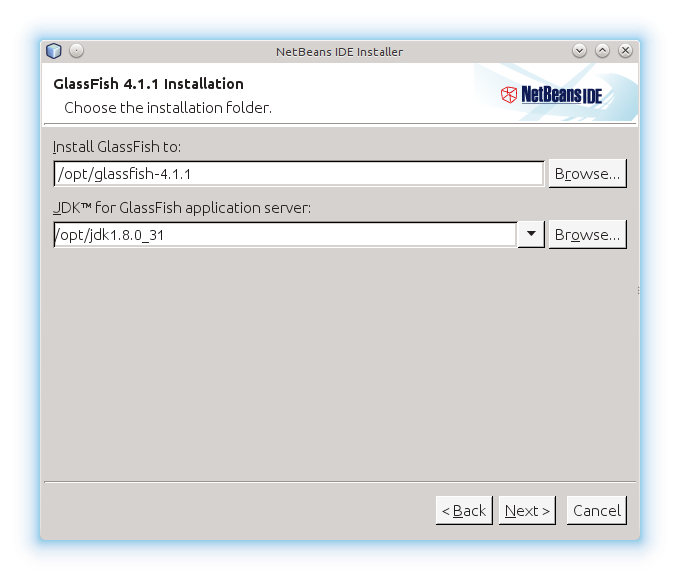 NetBeans IDE Installer
GlassFish 4.1.1 Installation
Choose the installation folder.
NetBeans IDE
Install GlassFish to:
/opt/glassfish-4.1.1
Browse...
JDK™ for GlassFish application server:
/opt/jdk1.8.0_31
Browse...
< Back
Next >
Cancel